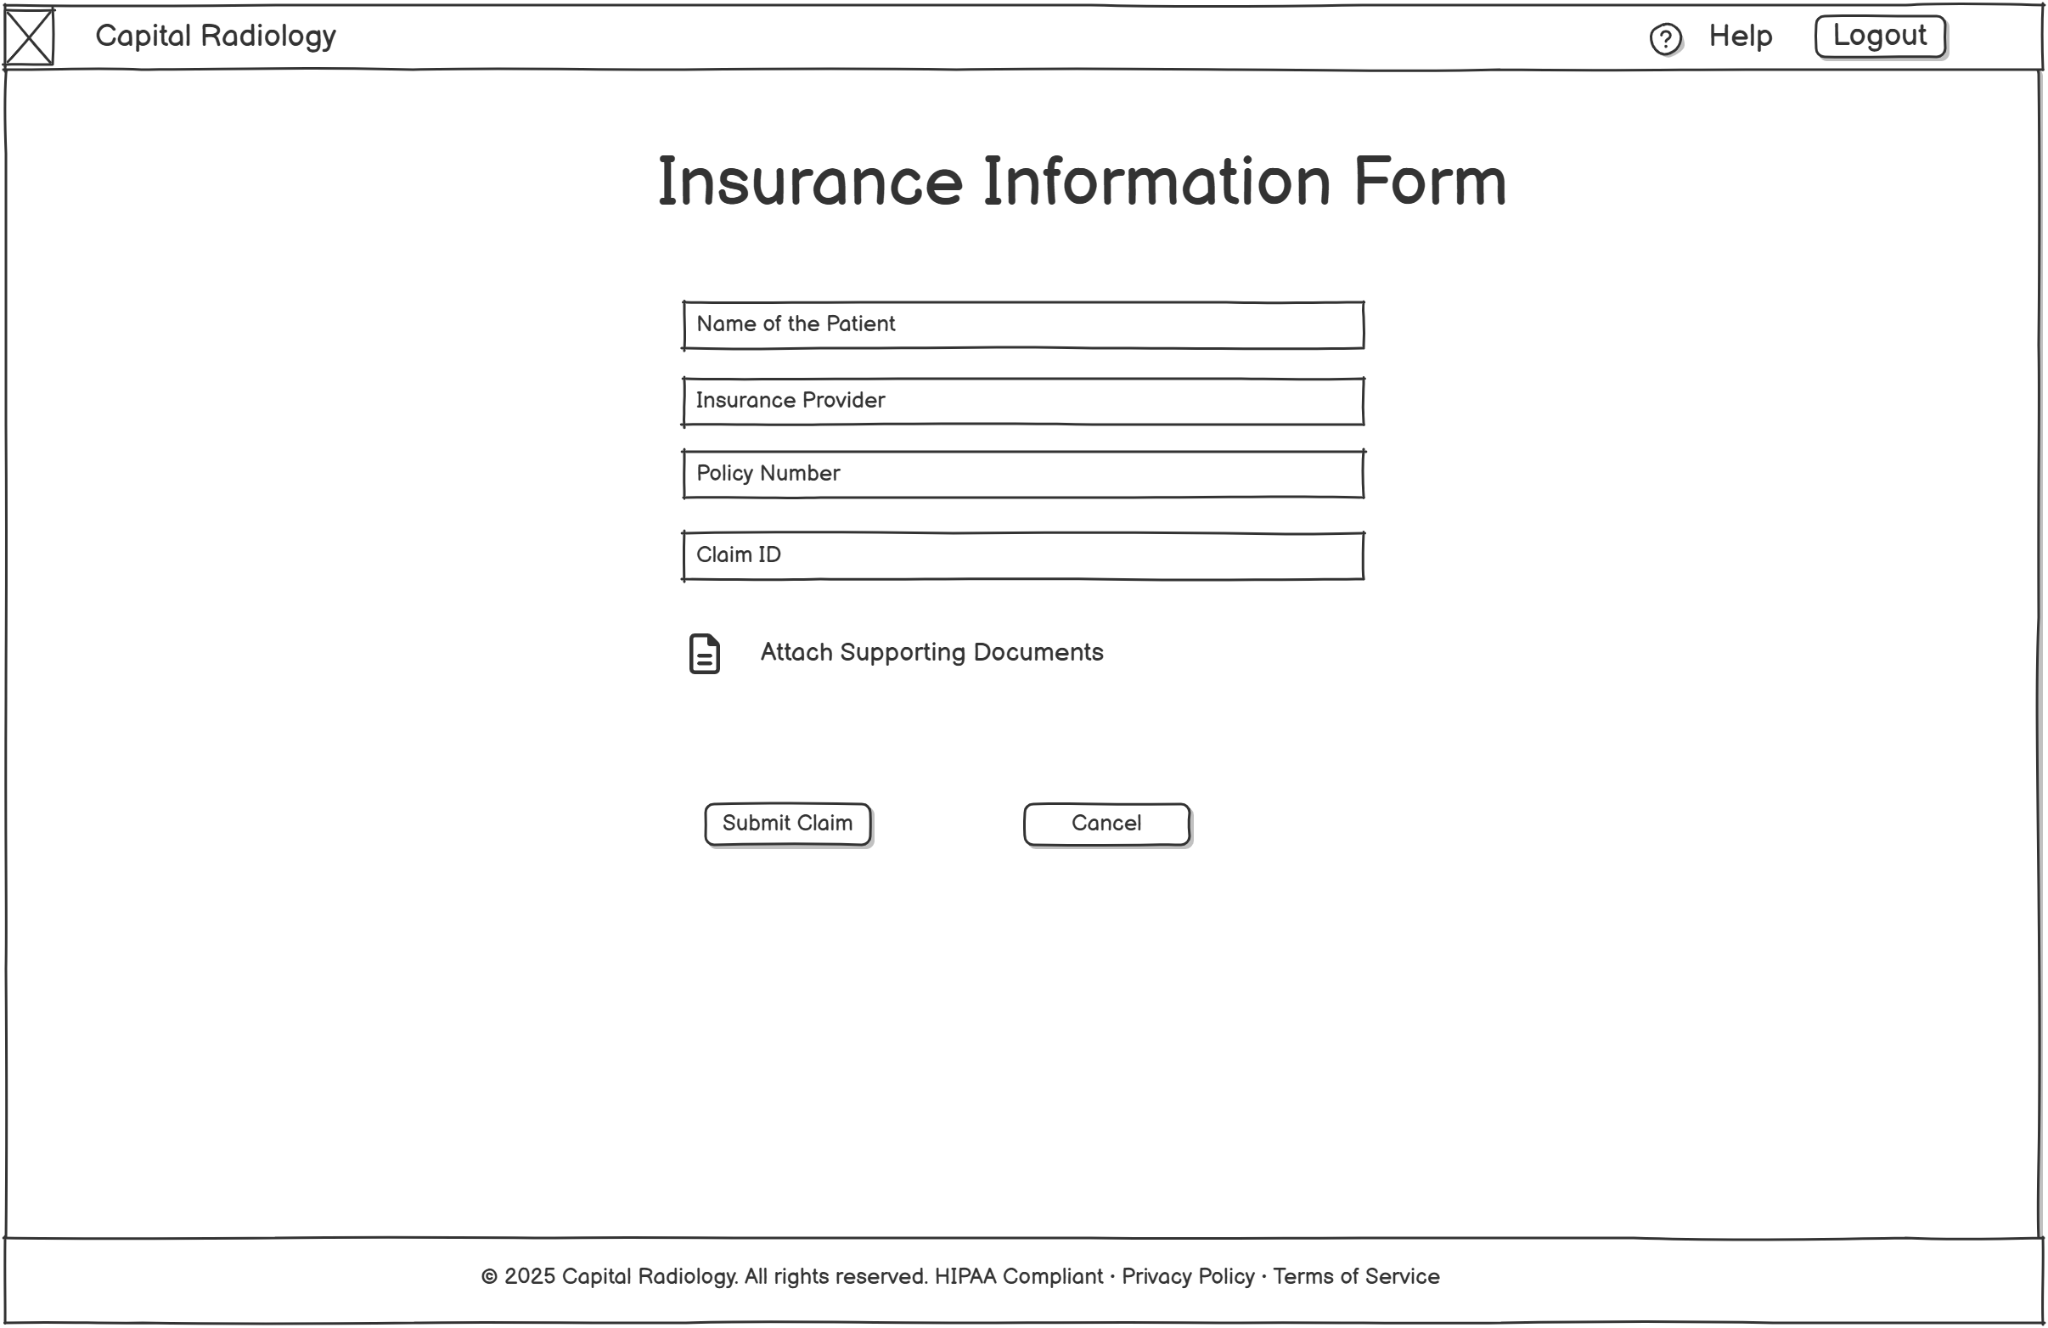 Capital Radiology
? Help Logout
Insurance Information Form
Name of the Patient
Insurance Provider
Policy Number
Claim ID
Attach Supporting Documents
Submit Claim
Cancel
© 2025 Capital Radiology. All rights reserved. HIPAA Compliant · Privacy Policy · Terms of Service